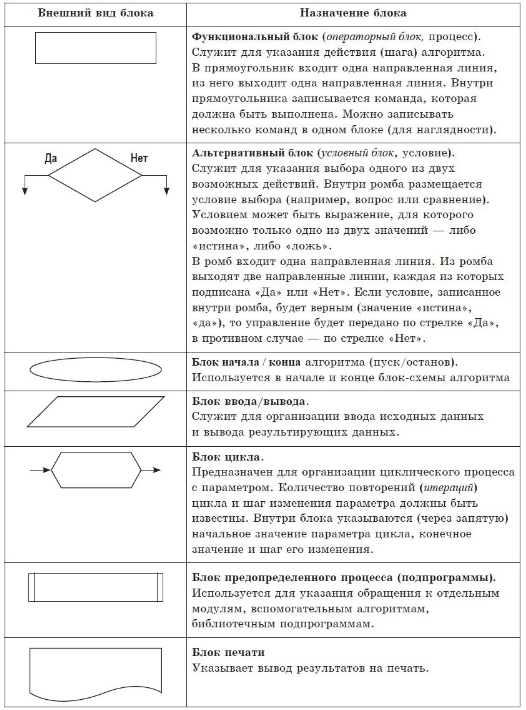 Внешний вид блока
Назначение блока
Функциональный блок (операторный блок, процесс).
Служит для указания действия (шага) алгоритма.
В прямоугольник входит одна направленная линия,
из него выходит одна направленная линия. Внутри
прямоугольника записывается команда, которая
должна быть выполнена. Можно записывать
несколько команд в одном блоке (для наглядности).
Да
Нет
Альтернативный блок (условный блок, условие).
Служит для указания выбора одного из двух
возможных действий. Внутри ромба размещается
условие выбора (например, вопрос или сравнение).
Условием может быть выражение, для которого
возможно только одно из двух значений — либо
«истина», либо «ложь».
В ромб входит одна направленная линия. Из ромба
выходят две направленные линии, каждая из которых
подписана «Да» или «Нет». Если условие, записанное
внутри ромба, будет верным (значение «истина»,
«да»), то управление будет передано по стрелке «Да»,
в противном случае — по стрелке «Нет».
Блок начала / конца алгоритма (пуск/останов).
Используется в начале и конце блок-схемы алгоритма
Блок ввода/вывода.
Служит для организации ввода исходных данных
и вывода результирующих данных.
Блок цикла.
Предназначен для организации циклического процесса
с параметром. Количество повторений (итераций)
цикла и шаг изменения параметра должны быть
известны. Внутри блока указываются (через запятую)
начальное значение параметра цикла, конечное
значение и шаг его изменения.
Блок предопределенного процесса (подпрограммы).
Используется для указания обращения к отдельным
модулям, вспомогательным алгоритмам,
библиотечным подпрограммам.
Блок печати
Указывает вывод результатов на печать.